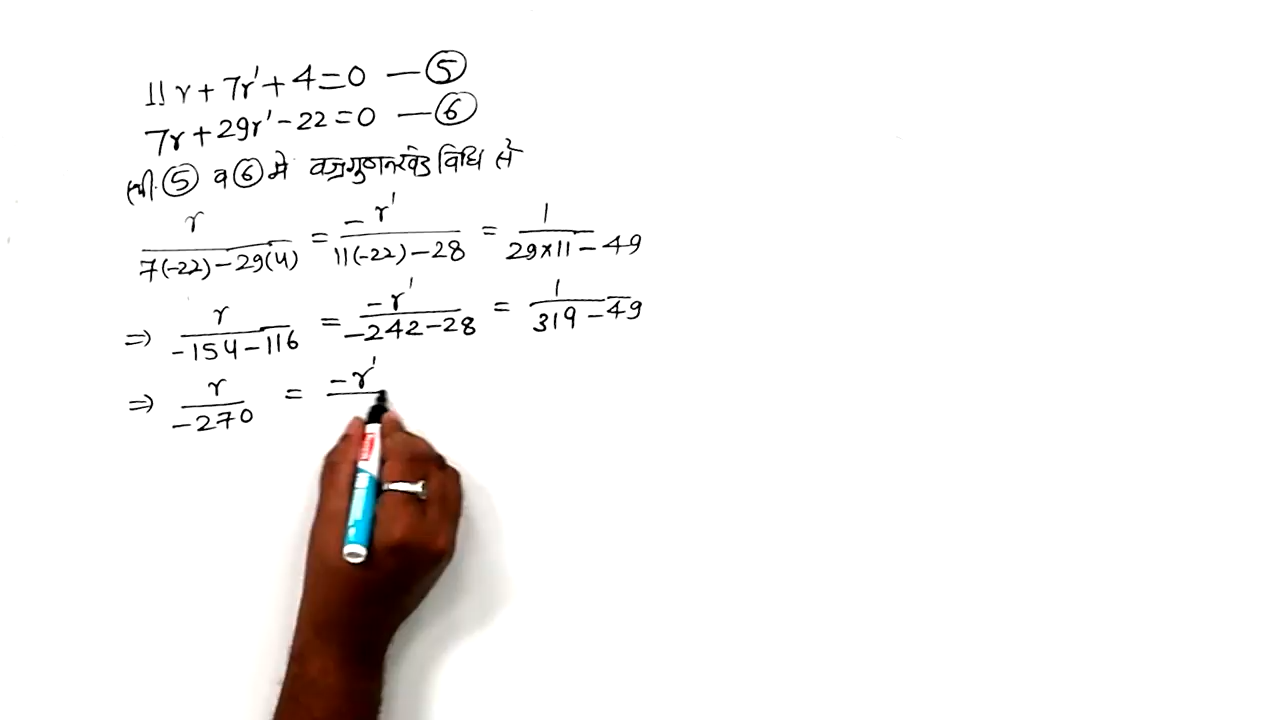 11r + 7r' + 4 = 0 — ⑤
7r + 29r' - 22 = 0 — ⑥
समी. ⑤ व ⑥ मे वज्रगुणनखंड विधि से
r/(7(-22) - 29(4)) = -r'/(11(-22) - 28) = 1/(29×11 - 49)
⇒ r/(-154 - 116) = -r'/(-242 - 28) = 1/(319 - 49)
⇒ r/(-270) = -r'